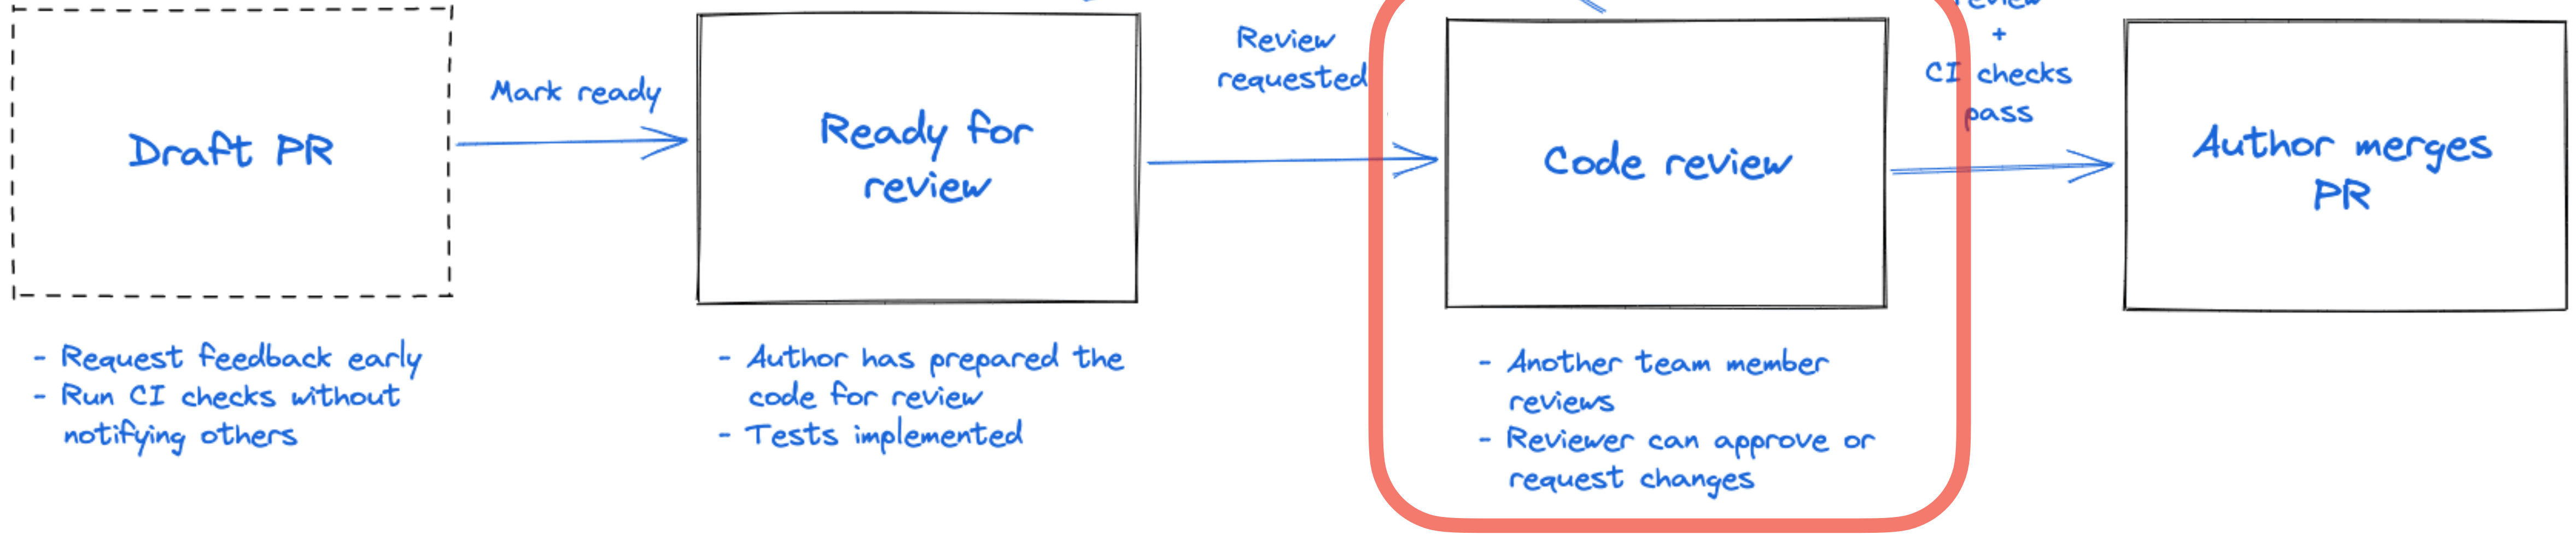 Draft PR
- Request feedback early
- Run CI checks without
notifying others
Mark ready
Ready for
review
- Author has prepared the
code for review
- Tests implemented
Review
requested
Code review
- Another team member
reviews
- Reviewer can approve or
request changes
review
+
CI checks
pass
Author merges
PR